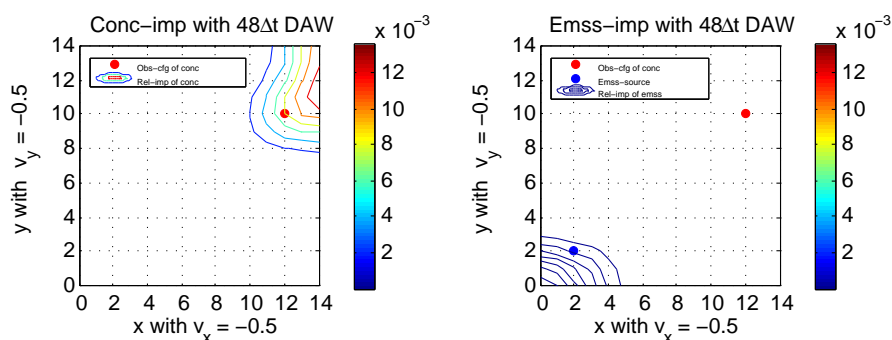 Conc-imp with 48Δt DAW
x 10⁻³
14
12
10
8
6
4
2
0
Obs-cfg of conc
Rel-imp of conc
0 2 4 6 8 10 12 14
12
10
8
6
4
2
y with v_y = −0.5
x with v_x = −0.5
Emss-imp with 48Δt DAW
x 10⁻³
14
12
10
8
6
4
2
0
Obs-cfg of conc
Emss-source
Rel-imp of emss
0 2 4 6 8 10 12 14
12
10
8
6
4
2
y with v_y = −0.5
x with v_x = −0.5